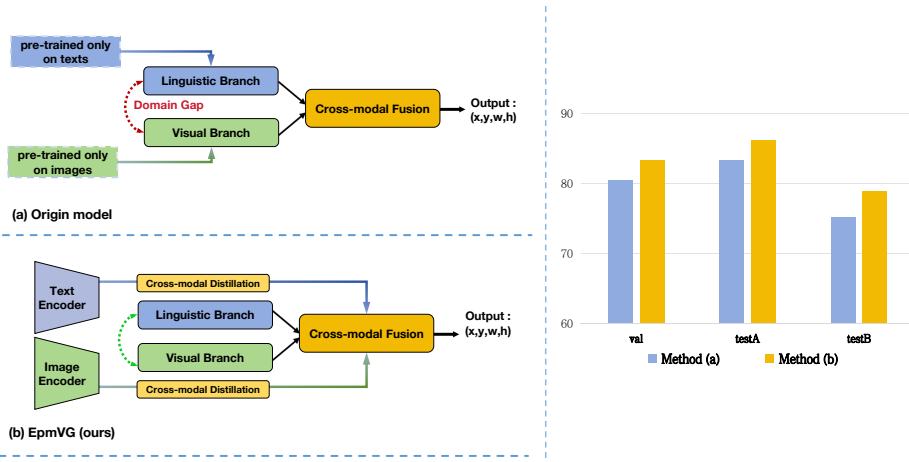 pre-trained only
on texts
Linguistic Branch
Domain Gap
Visual Branch
pre-trained only
on images
Cross-modal Fusion
Output :
(x,y,w,h)
(a) Origin model
Text
Encoder
Image
Encoder
Cross-modal Distillation
Linguistic Branch
Visual Branch
Cross-modal Distillation
Cross-modal Fusion
Output :
(x,y,w,h)
(b) EpmVG (ours)
90
80
70
60
val
testA
testB
Method (a)
Method (b)